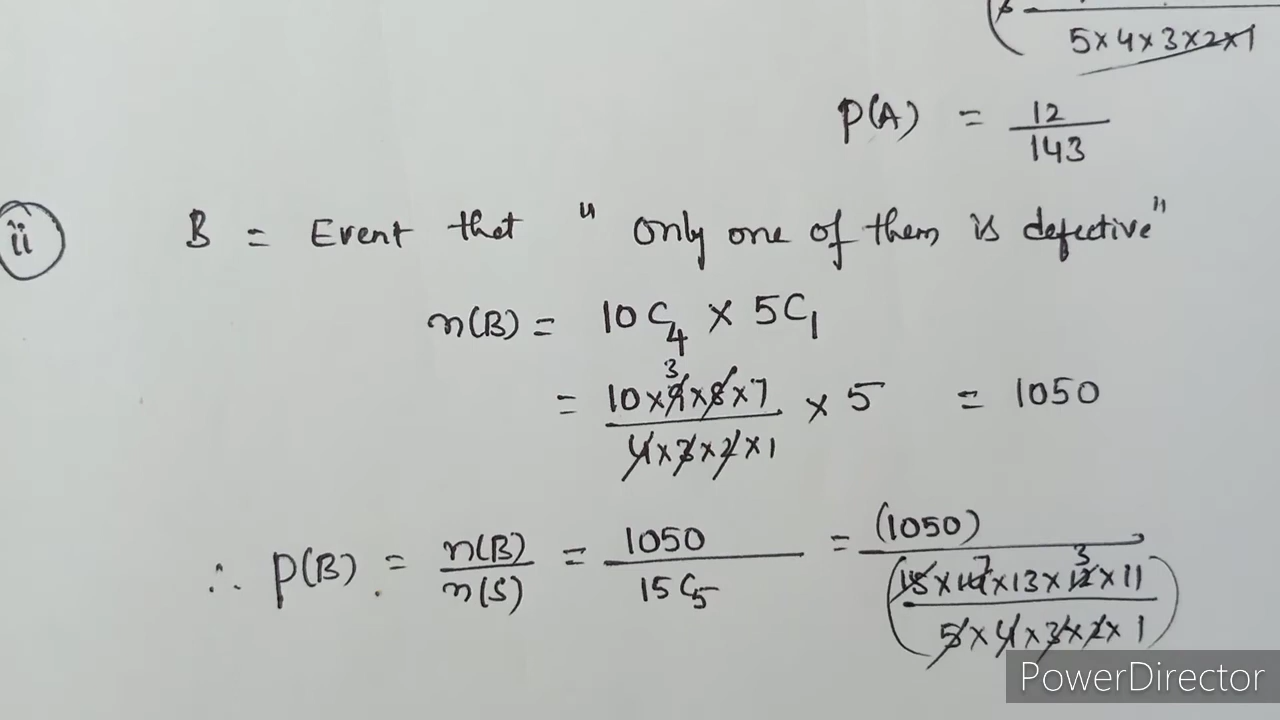 5×4×3×2×1
P(A) = 12/143
ii B = Event that "only one of them is defective"
n(B) = 10C₄ × 5C₁
= 10×9×8×7/4×3×2×1 × 5 = 1050
∴ P(B) = n(B)/n(S) = 1050/15C₅ = (1050)/(15×14×13×12×11/5×4×3×2×1)
PowerDirector